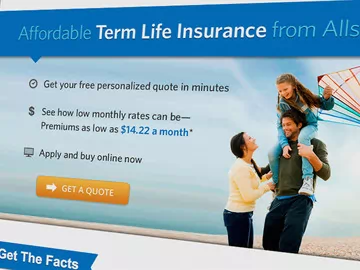 Affordable Term Life Insurance from Alls
Get your free personalized quote in minutes
$ See how low monthly rates can be—
Premiums as low as $14.22 a month*
Apply and buy online now
GET A QUOTE
Get The Facts